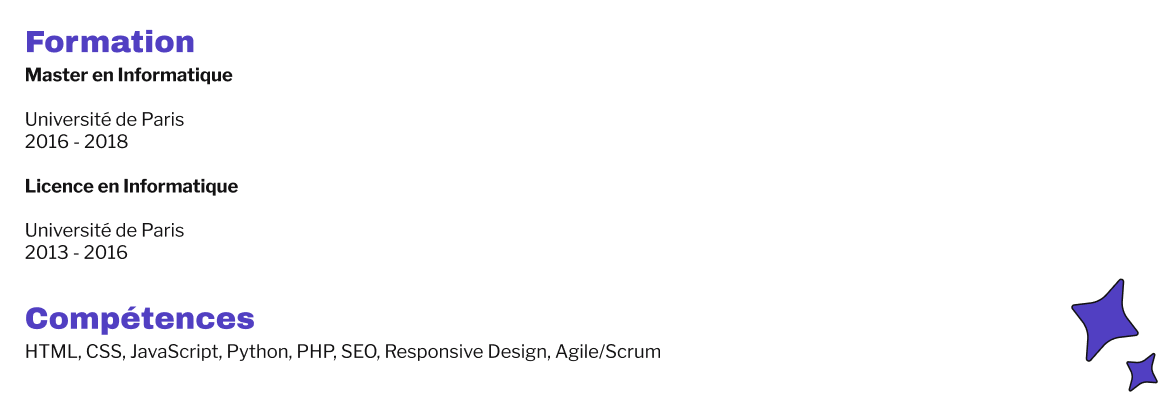 Formation
Master en Informatique
Université de Paris
2016 - 2018
Licence en Informatique
Université de Paris
2013 - 2016
Compétences
HTML, CSS, JavaScript, Python, PHP, SEO, Responsive Design, Agile/Scrum